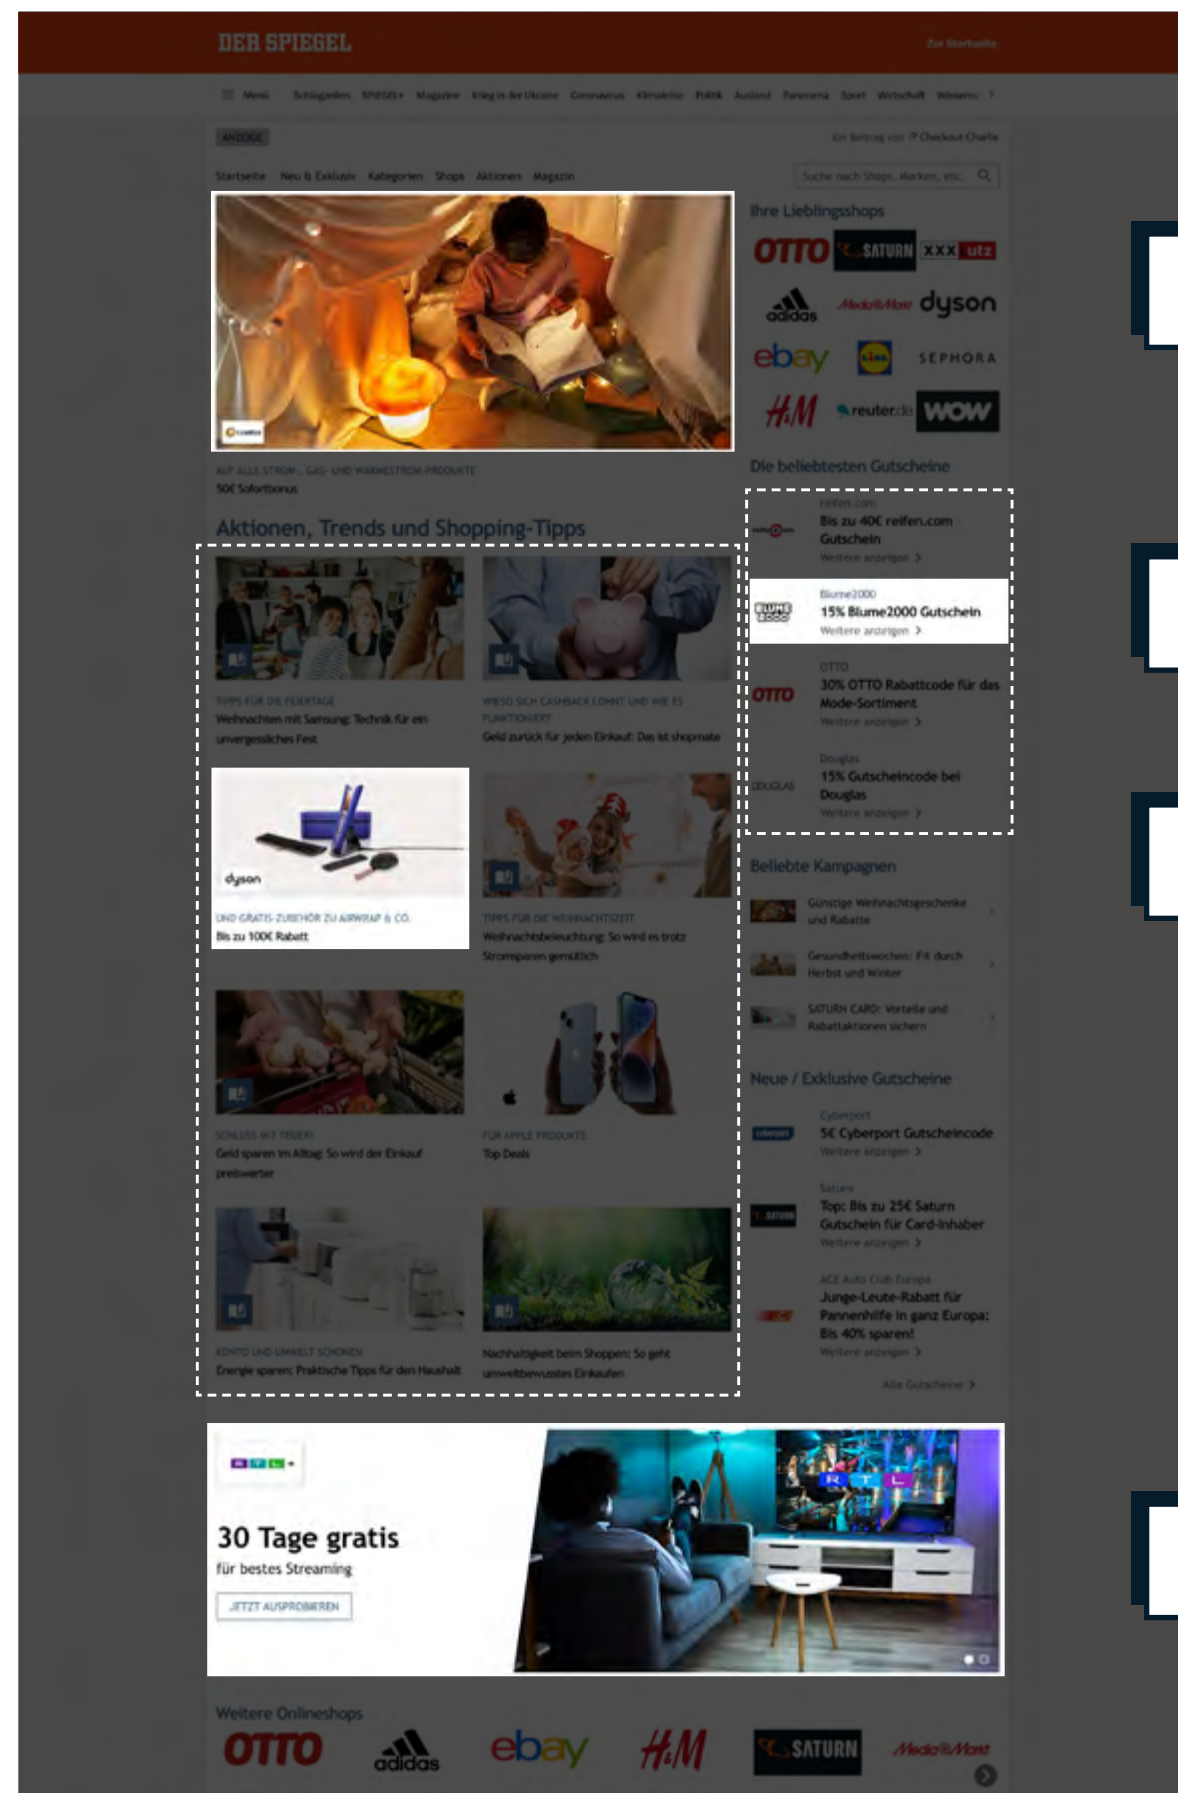 DER SPIEGEL
Zur Startseite
Menü Schlagzeilen SPIEGEL+ Magazine Krieg in der Ukraine Coronavirus Klimakrise Politik Ausland Panorama Sport Wirtschaft Wissens
ANZEIGE
Ein Beitrag von Checkout Charlie
Startseite Neu & Exklusiv Kategorien Shops Aktionen Magazin
Suche nach Shops, Marken, etc.
AUF ALLE STROM-, GAS- UND WÄRMESTROM-PRODUKTE
50€ Sofortbonus
Aktionen, Trends und Shopping-Tipps
TIPPS FÜR DIE FEIERTAGE
Weihnachten mit Samsung: Technik für ein
unvergessliches Fest
WIESO SICH CASHBACK LOHNT UND WIE ES
FUNKTIONIERT
Geld zurück für jeden Einkauf: Das ist shopmate
dyson
UND GRATIS-ZUBEHÖR ZU AIRWRAP & CO.
Bis zu 100€ Rabatt
TIPPS FÜR DIE WEIHNACHTSZEIT
Weihnachtsbeleuchtung: So wird es trotz
Stromsparen gemütlich
SCHLUSS MIT TEUER!
Geld sparen im Alltag: So wird der Einkauf
preiswerter
FÜR APPLE PRODUKTE
Top Deals
KONTO UND UMWELT SCHONEN
Energie sparen: Praktische Tipps für den Haushalt
Nachhaltigkeit beim Shoppen: So geht
umweltbewusstes Einkaufen
Ihre Lieblingsshops
OTTO SATURN XXXLutz
adidas MediaMarkt dyson
ebay LIDL SEPHORA
H&M reuter.de WOW
Die beliebtesten Gutscheine
reifen.com
Bis zu 40€ reifen.com
Gutschein
Weitere anzeigen
BLUME
2000
Blume2000
15% Blume2000 Gutschein
Weitere anzeigen
OTTO
OTTO
30% OTTO Rabattcode für das
Mode-Sortiment
Weitere anzeigen
DOUGLAS
Douglas
15% Gutscheincode bei
Douglas
Weitere anzeigen
Beliebte Kampagnen
Günstige Weihnachtsgeschenke
und Rabatte
Gesundheitswochen: Fit durch
Herbst und Winter
SATURN CARD: Vorteile und
Rabattaktionen sichern
Neue / Exklusive Gutscheine
cyberport
Cyberport
5€ Cyberport Gutscheincode
Weitere anzeigen
SATURN
Saturn
Top: Bis zu 25€ Saturn
Gutschein für Card-Inhaber
Weitere anzeigen
ACE Auto Club Europa
Junge-Leute-Rabatt für
Pannenhilfe in ganz Europa:
Bis 40% sparen!
Weitere anzeigen
Alle Gutscheine
RTL+
30 Tage gratis
für bestes Streaming
JETZT AUSPROBIEREN
RTL
Weitere Onlineshops
OTTO adidas ebay H&M SATURN MediaMarkt